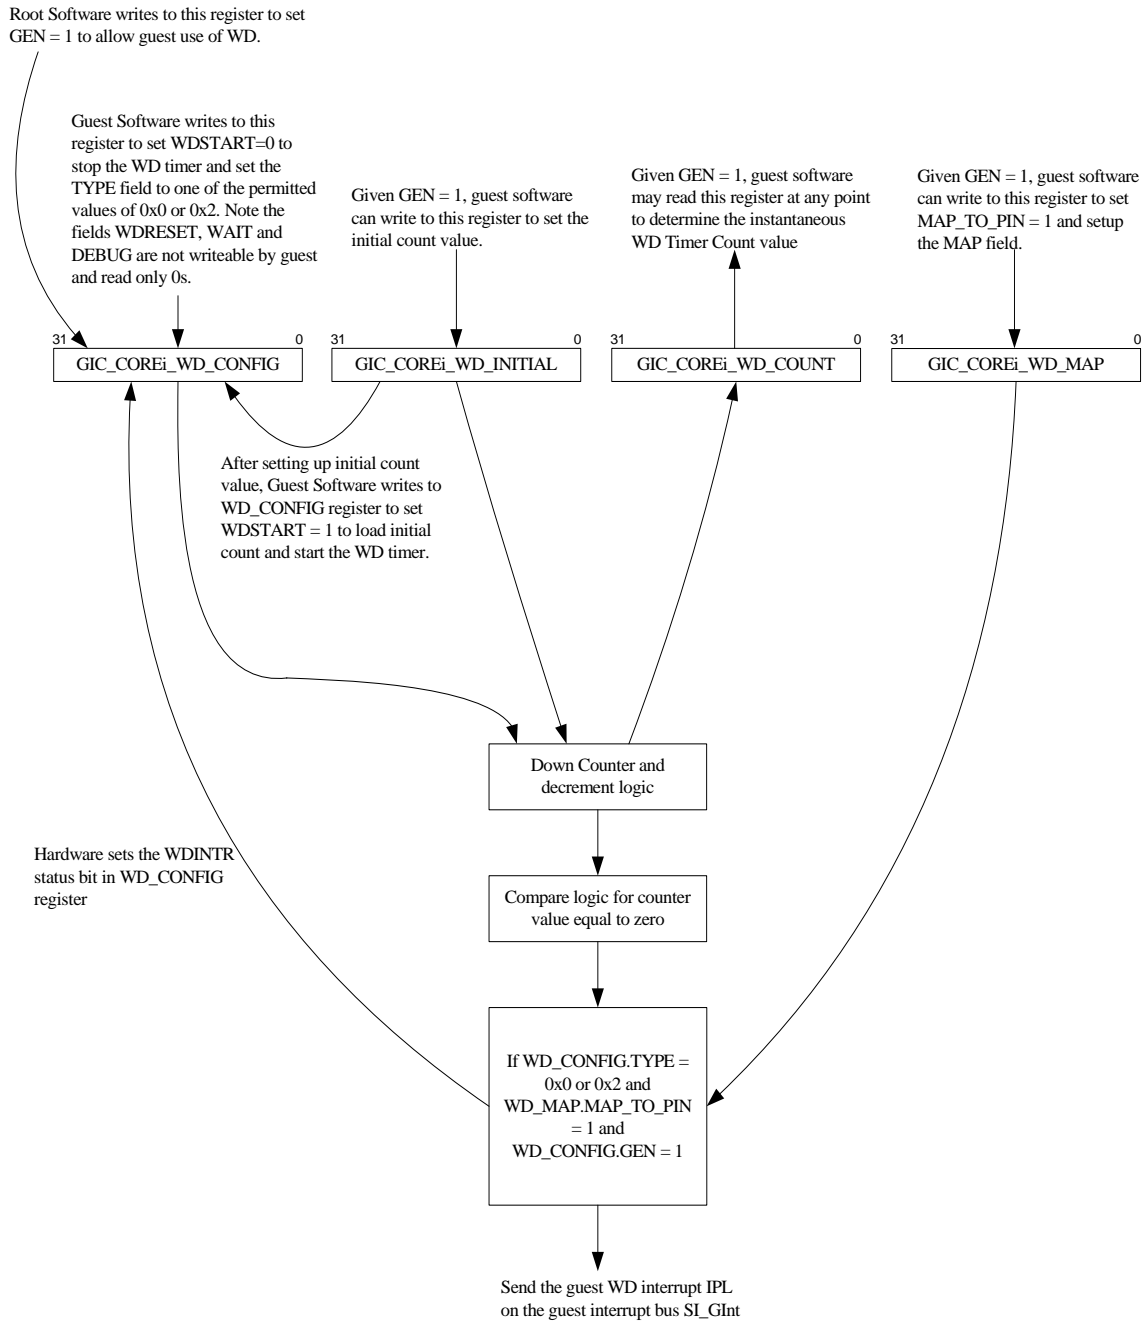 Root Software writes to this register to set
GEN = 1 to allow guest use of WD.
Guest Software writes to this
register to set WDSTART=0 to
stop the WD timer and set the
TYPE field to one of the permitted
values of 0x0 or 0x2. Note the
fields WDRESET, WAIT and
DEBUG are not writeable by guest
and read only 0s.
Given GEN = 1, guest software
can write to this register to set the
initial count value.
Given GEN = 1, guest software
may read this register at any point
to determine the instantaneous
WD Timer Count value
Given GEN = 1, guest software
can write to this register to set
MAP_TO_PIN = 1 and setup
the MAP field.
31 0
GIC_COREi_WD_CONFIG
31 0
GIC_COREi_WD_INITIAL
31 0
GIC_COREi_WD_COUNT
31 0
GIC_COREi_WD_MAP
After setting up initial count
value, Guest Software writes to
WD_CONFIG register to set
WDSTART = 1 to load initial
count and start the WD timer.
Down Counter and
decrement logic
Hardware sets the WDINTR
status bit in WD_CONFIG
register
Compare logic for counter
value equal to zero
If WD_CONFIG.TYPE =
0x0 or 0x2 and
WD_MAP.MAP_TO_PIN
= 1 and
WD_CONFIG.GEN = 1
Send the guest WD interrupt IPL
on the guest interrupt bus SI_GInt